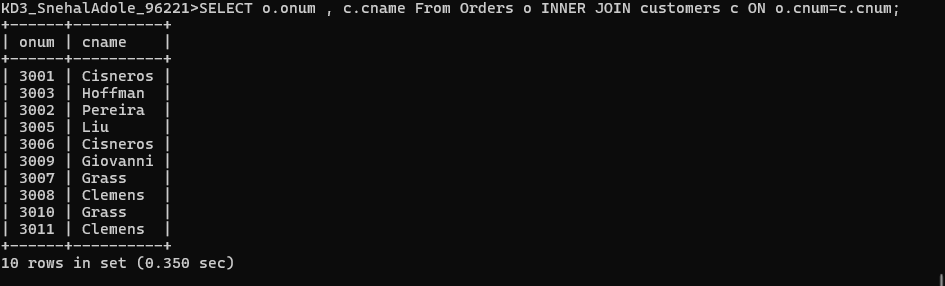 KD3_SnehalAdole_96221>SELECT o.onum , c.cname From Orders o INNER JOIN customers c ON o.cnum=c.cnum;
+------+----------+
| onum | cname    |
+------+----------+
| 3001 | Cisneros |
| 3003 | Hoffman  |
| 3002 | Pereira  |
| 3005 | Liu      |
| 3006 | Cisneros |
| 3009 | Giovanni |
| 3007 | Grass    |
| 3008 | Clemens  |
| 3010 | Grass    |
| 3011 | Clemens  |
+------+----------+
10 rows in set (0.350 sec)